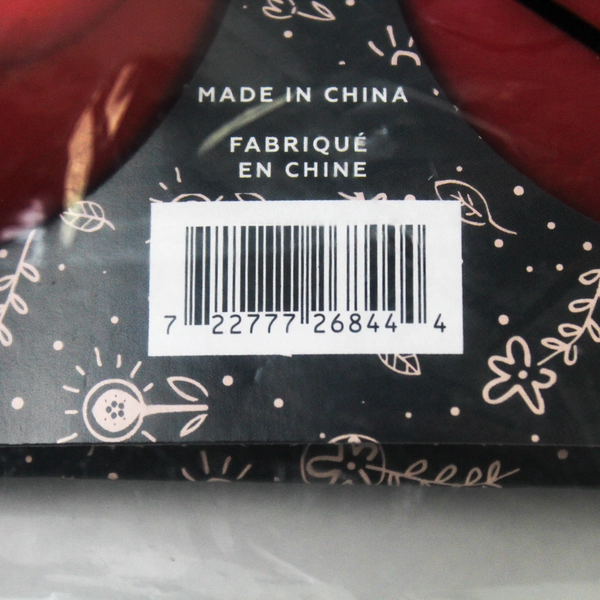 MADE IN CHINA
FABRIQUÉ
EN CHINE
7 22777 26844 4